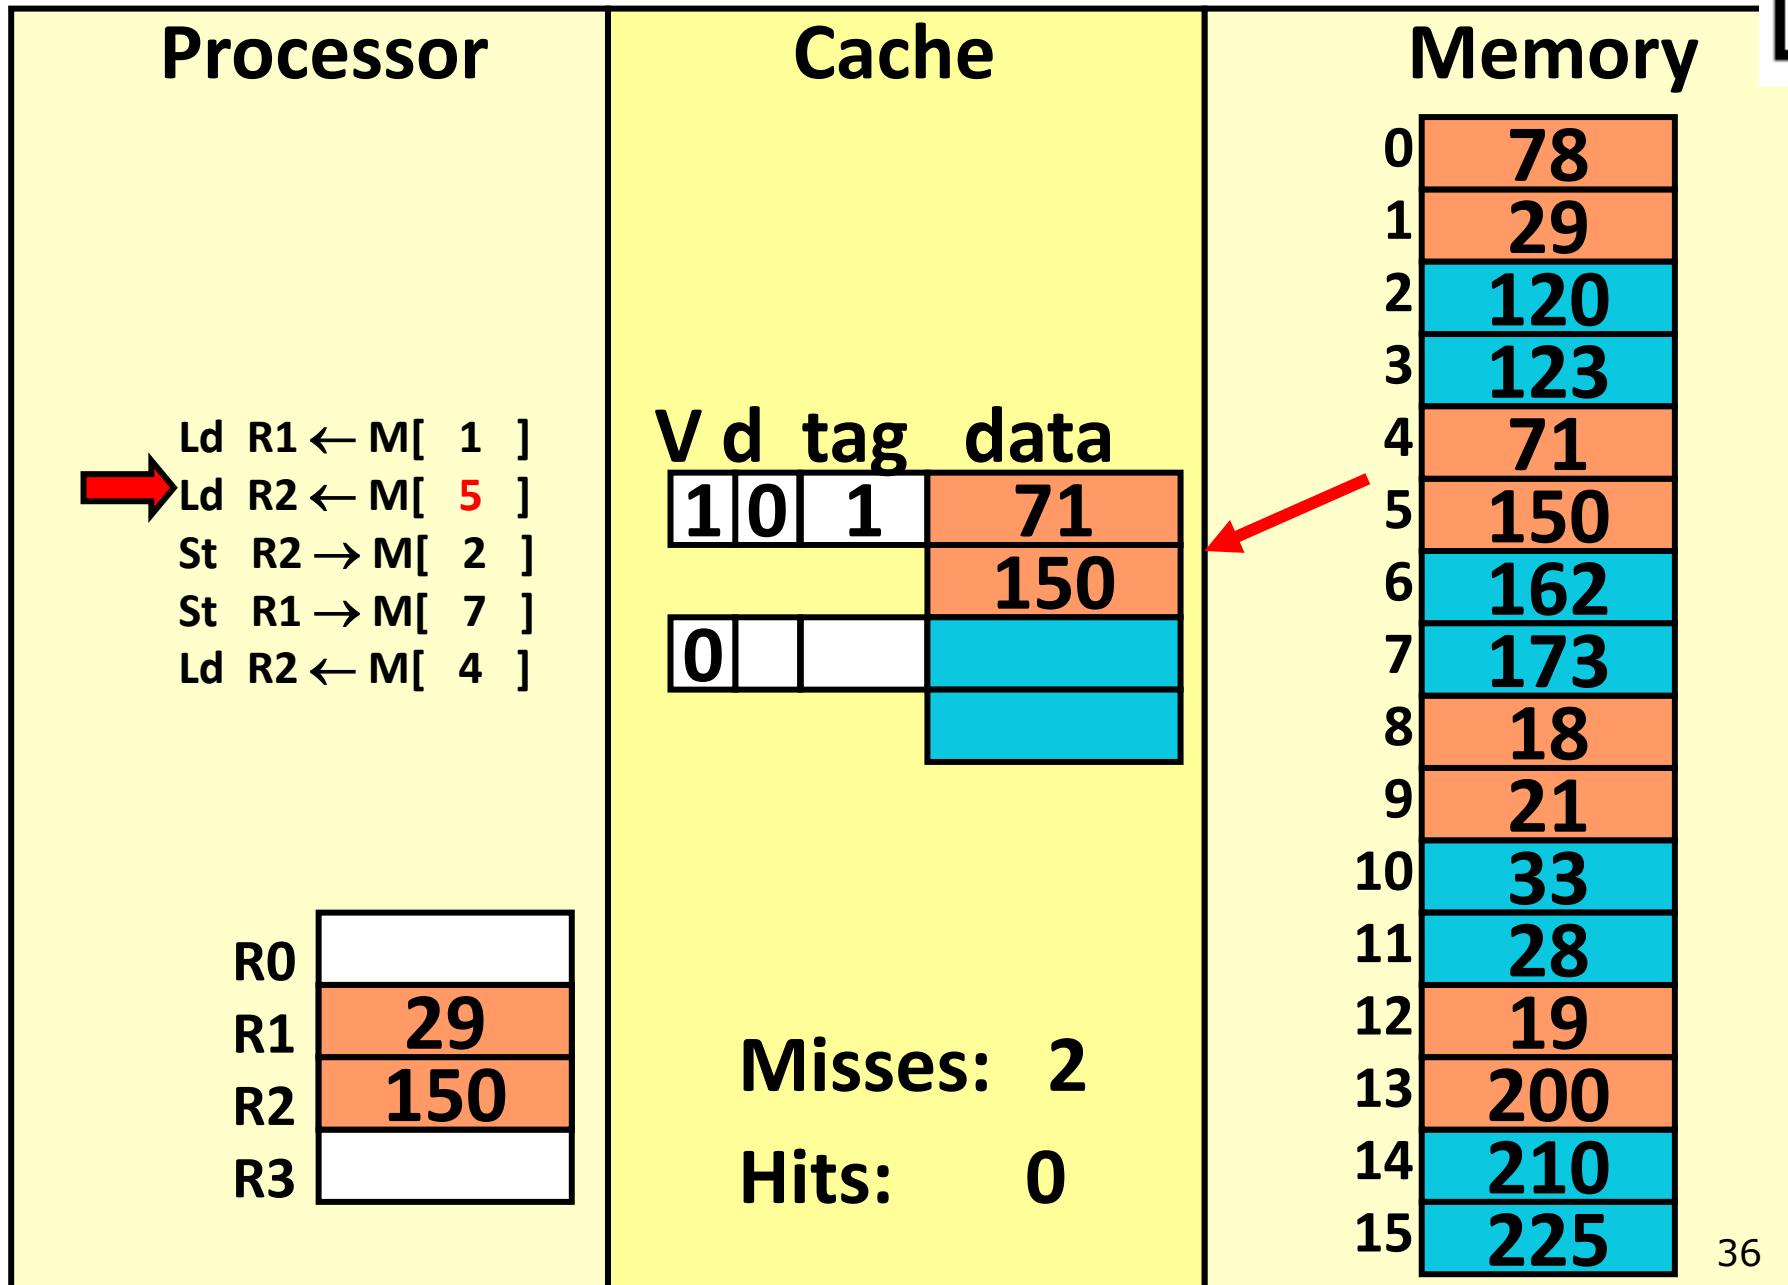 Processor
Ld R1 ← M[ 1 ]
Ld R2 ← M[ 5 ]
St R2 → M[ 2 ]
St R1 → M[ 7 ]
Ld R2 ← M[ 4 ]
R0
R1 29
R2 150
R3
Cache
V d tag data
1 0 1 71
150
0
Misses: 2
Hits: 0
Memory
0 78
1 29
2 120
3 123
4 71
5 150
6 162
7 173
8 18
9 21
10 33
11 28
12 19
13 200
14 210
15 225
36